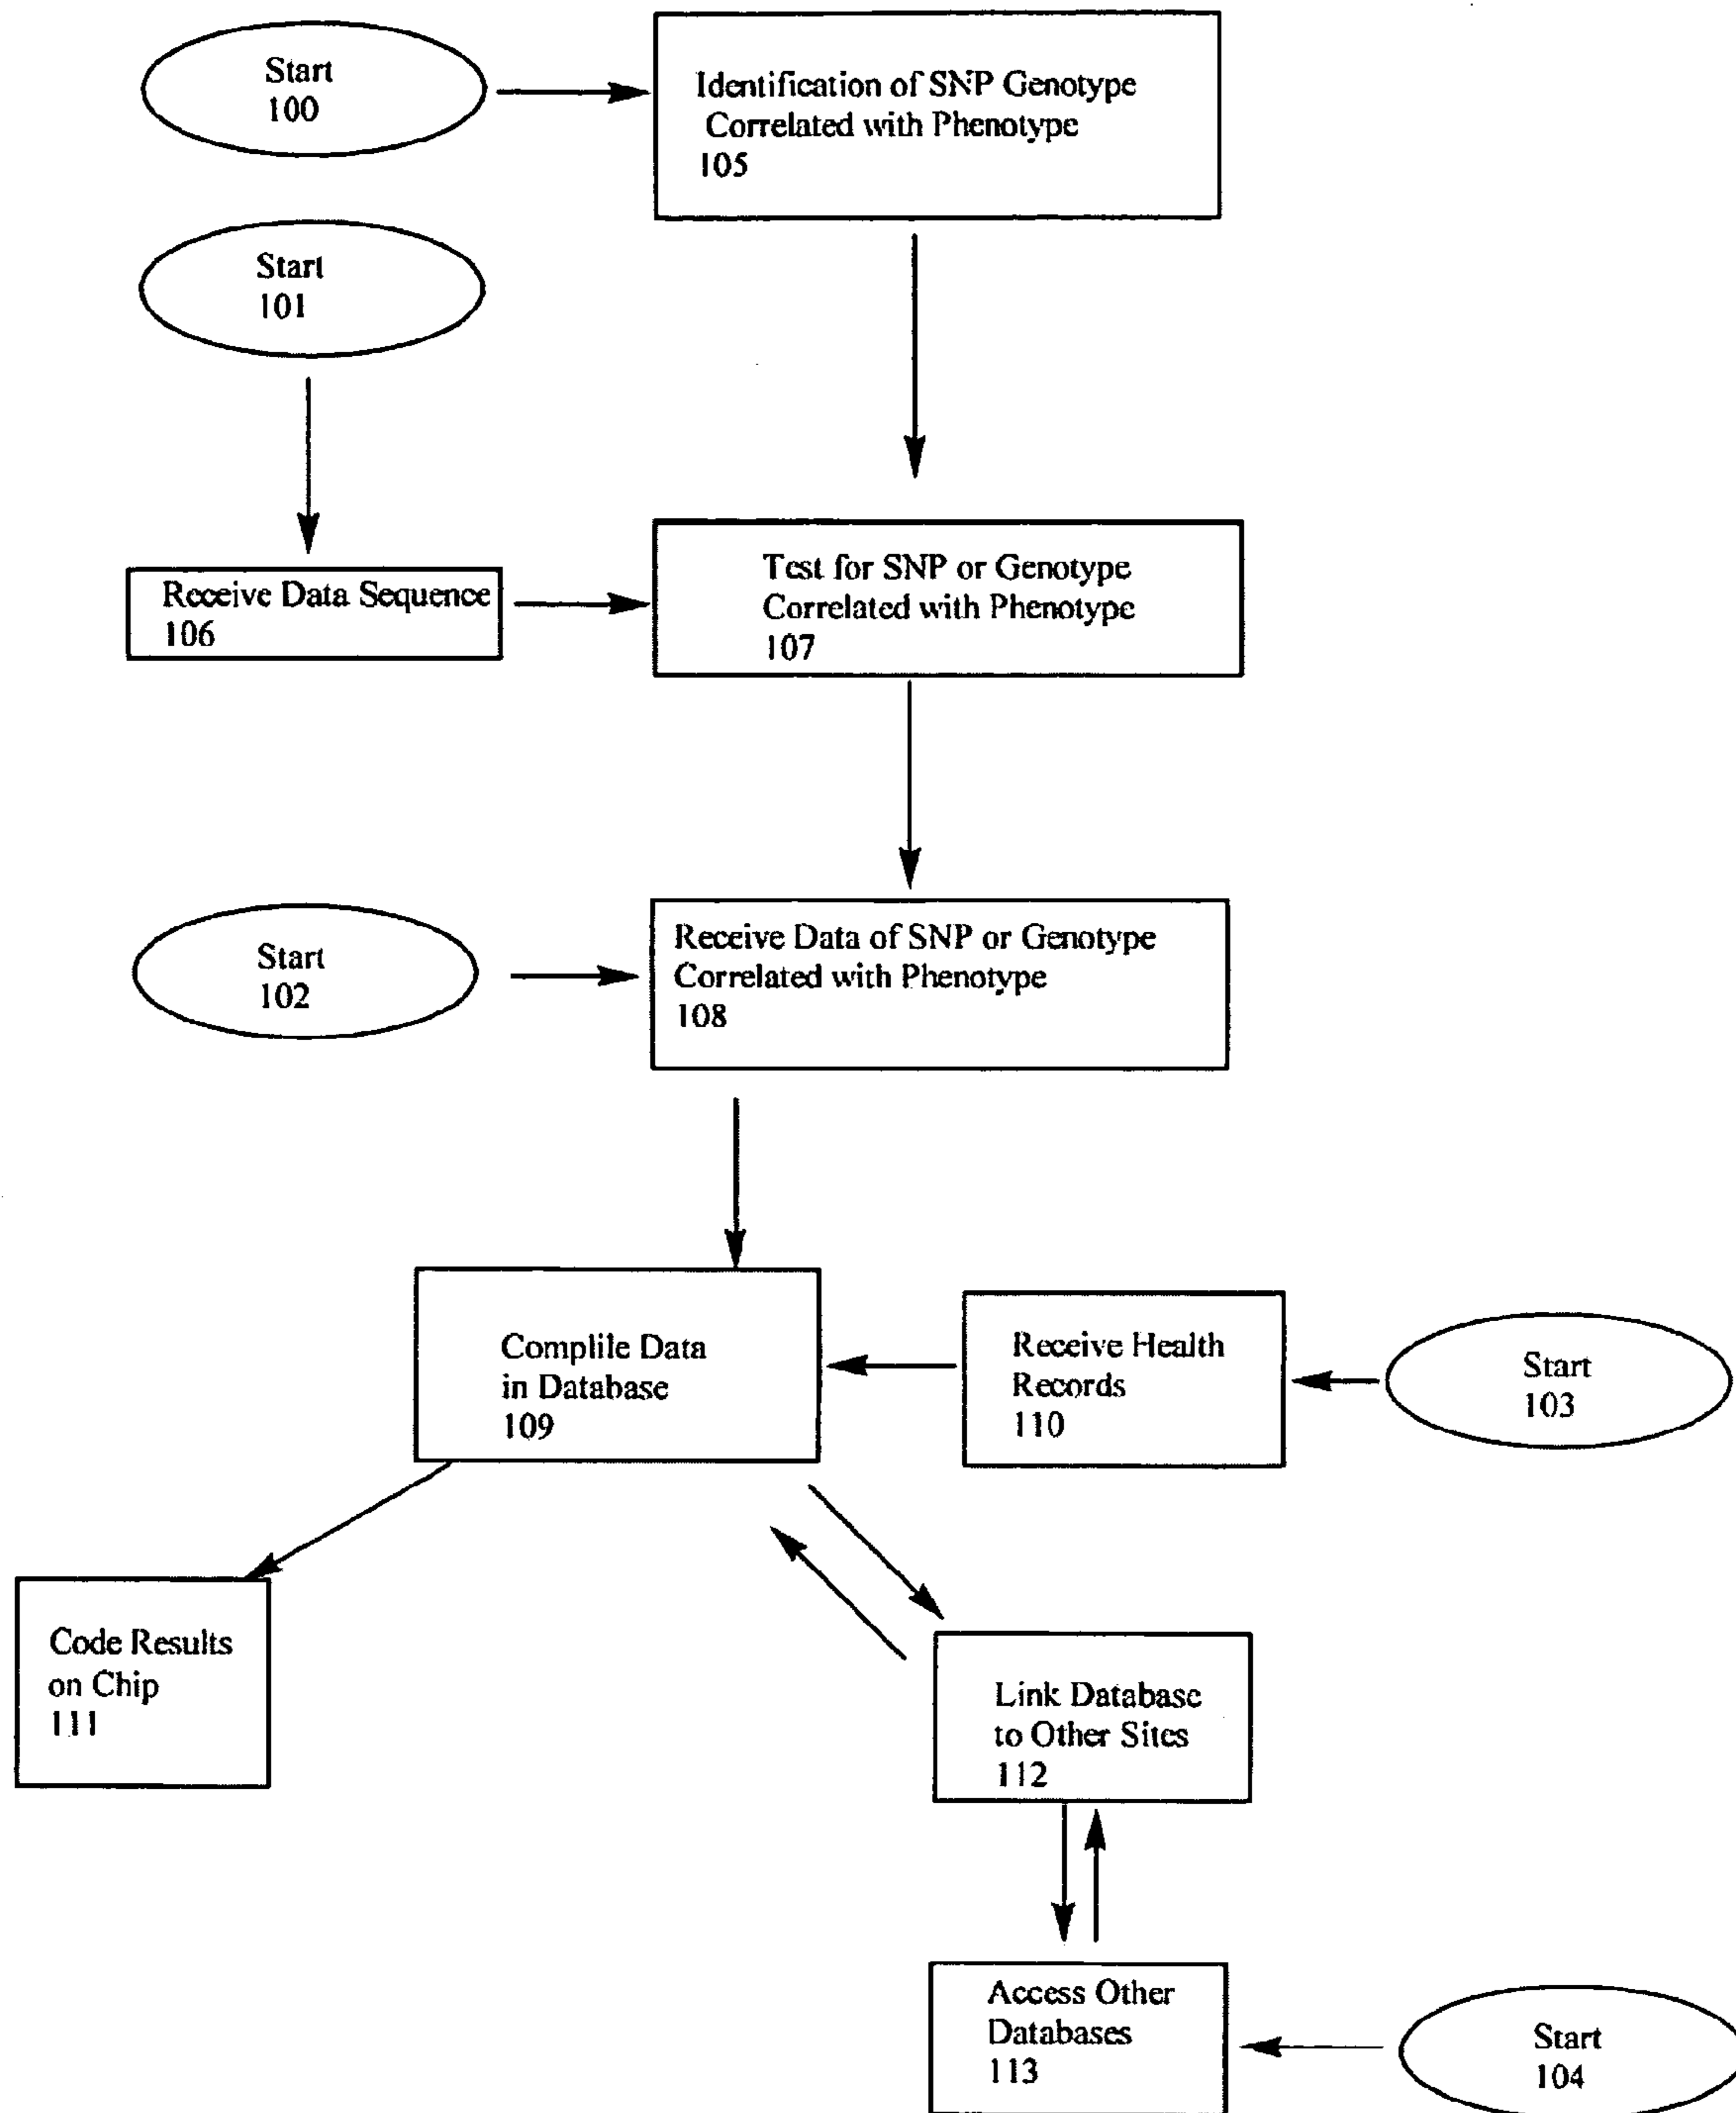 Start
100
Identification of SNP Genotype
Correlated with Phenotype
105
Start
101
Receive Data Sequence
106
Test for SNP or Genotype
Correlated with Phenotype
107
Start
102
Receive Data of SNP or Genotype
Correlated with Phenotype
108
Complile Data
in Database
109
Receive Health
Records
110
Start
103
Code Results
on Chip
111
Link Database
to Other Sites
112
Access Other
Databases
113
Start
104